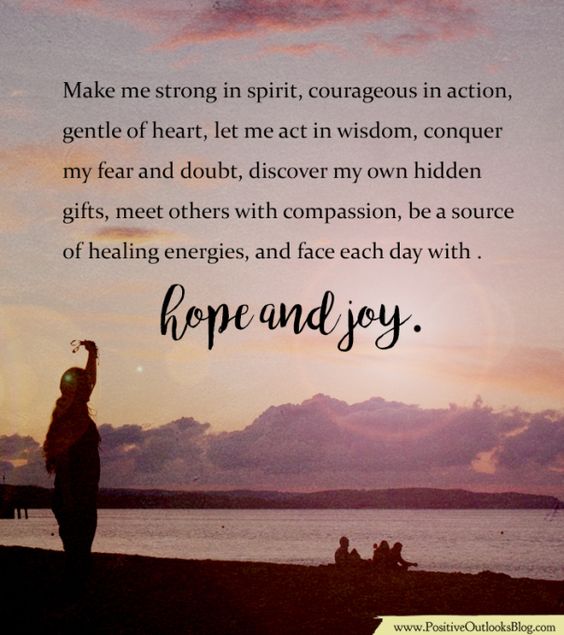 Make me strong in spirit, courageous in action,
gentle of heart, let me act in wisdom, conquer
my fear and doubt, discover my own hidden
gifts, meet others with compassion, be a source
of healing energies, and face each day with .
hope and joy.
www.PositiveOutlooksBlog.com